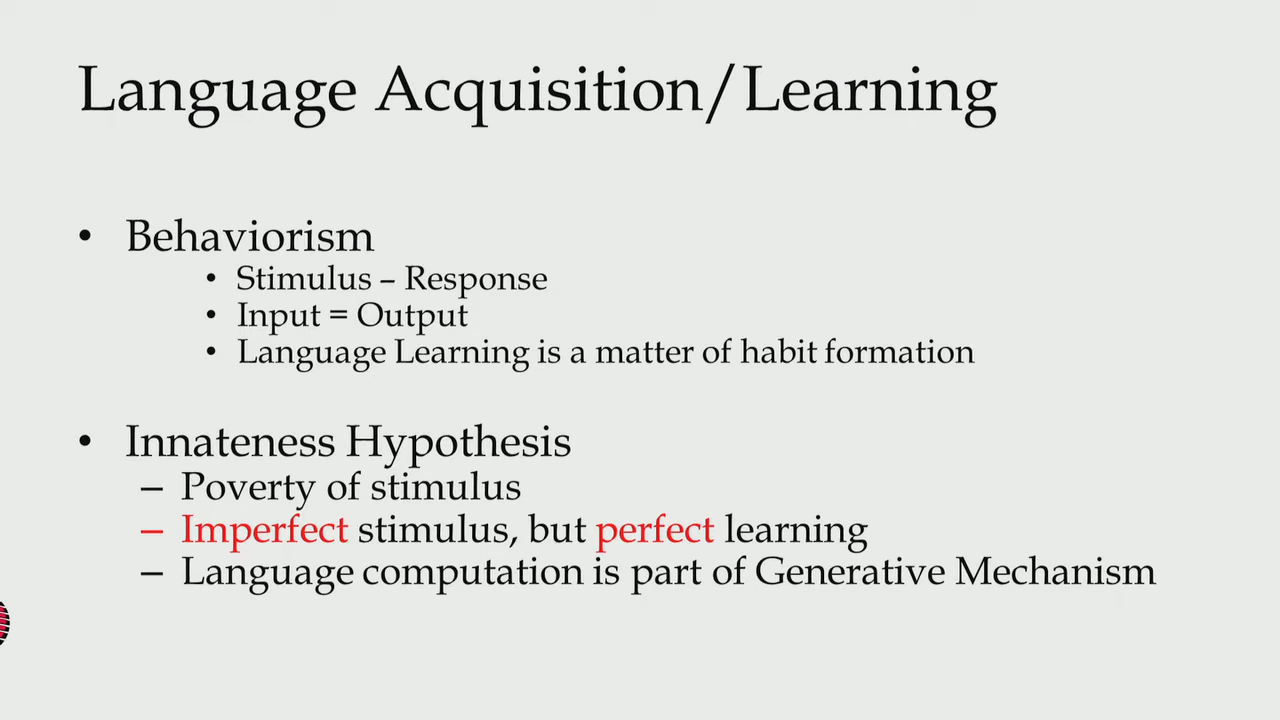 Language Acquisition/Learning
• Behaviorism
• Stimulus – Response
• Input = Output
• Language Learning is a matter of habit formation
• Innateness Hypothesis
– Poverty of stimulus
– Imperfect stimulus, but perfect learning
– Language computation is part of Generative Mechanism